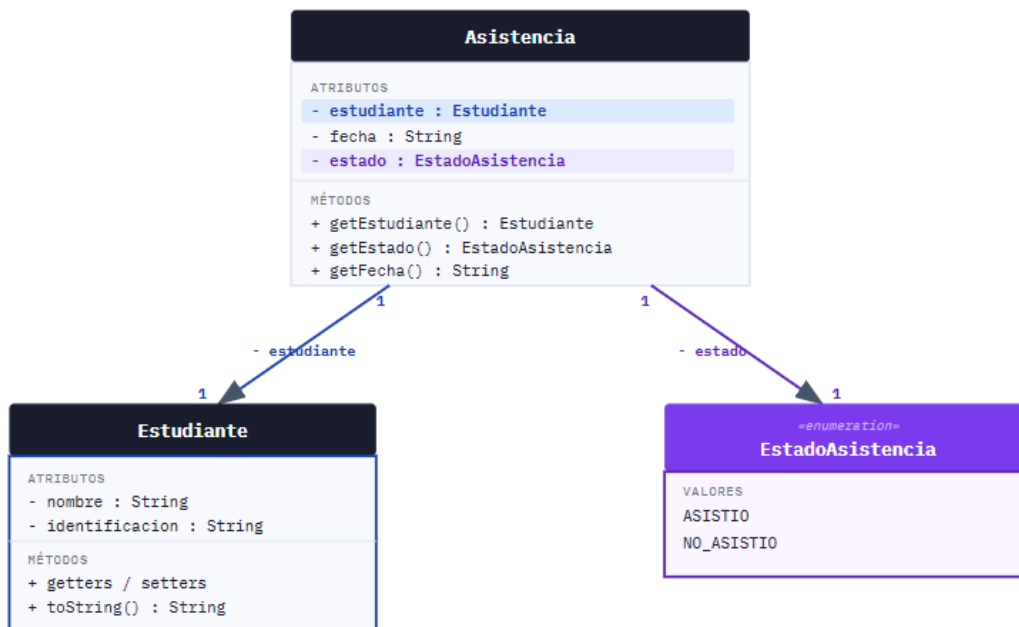 Asistencia
ATRIBUTOS
- estudiante : Estudiante
- fecha : String
- estado : EstadoAsistencia
MÉTODOS
+ getEstudiante() : Estudiante
+ getEstado() : EstadoAsistencia
+ getFecha() : String
1
1
- estudiante
- estado
1
1
Estudiante
ATRIBUTOS
- nombre : String
- identificacion : String
MÉTODOS
+ getters / setters
+ toString() : String
«enumeration»
EstadoAsistencia
VALORES
ASISTIO
NO_ASISTIO